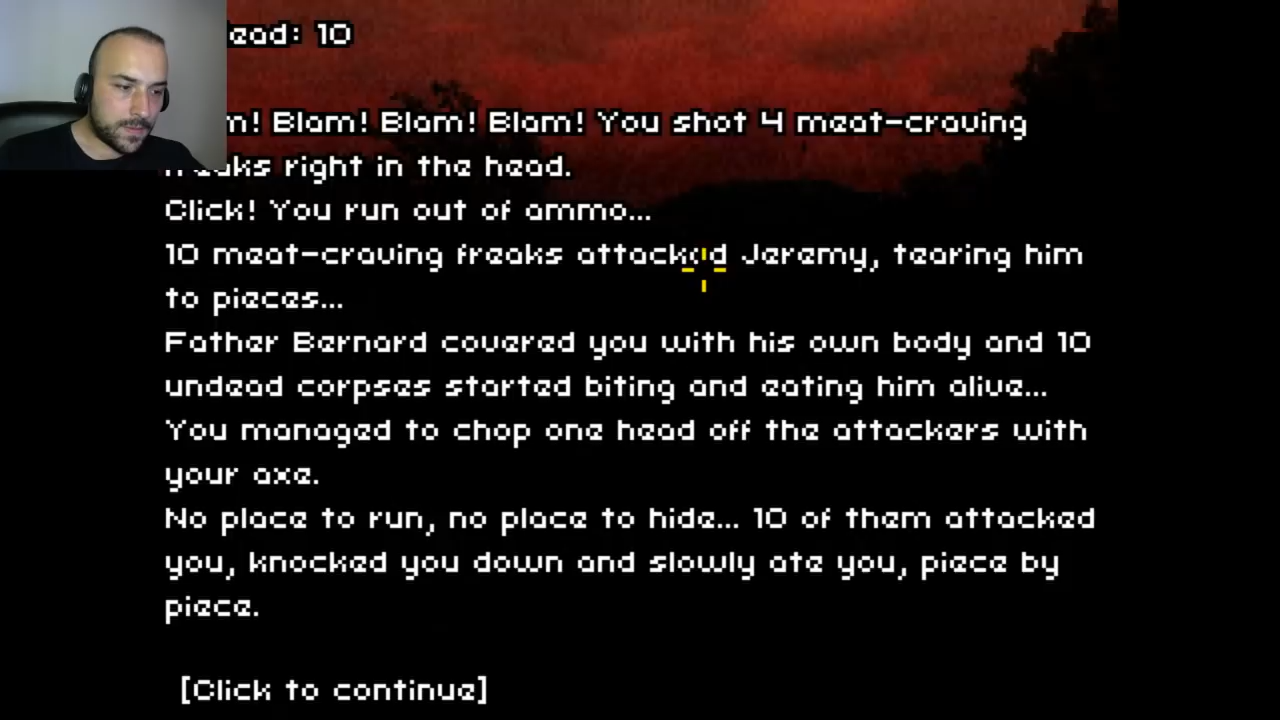 ead: 10
m! Blam! Blam! Blam! You shot 4 meat-craving
freaks right in the head.
Click! You run out of ammo...
10 meat-craving freaks attacked Jeremy, tearing him
to pieces...
Father Bernard covered you with his own body and 10
undead corpses started biting and eating him alive...
You managed to chop one head off the attackers with
your axe.
No place to run, no place to hide... 10 of them attacked
you, knocked you down and slowly ate you, piece by
piece.
[Click to continue]